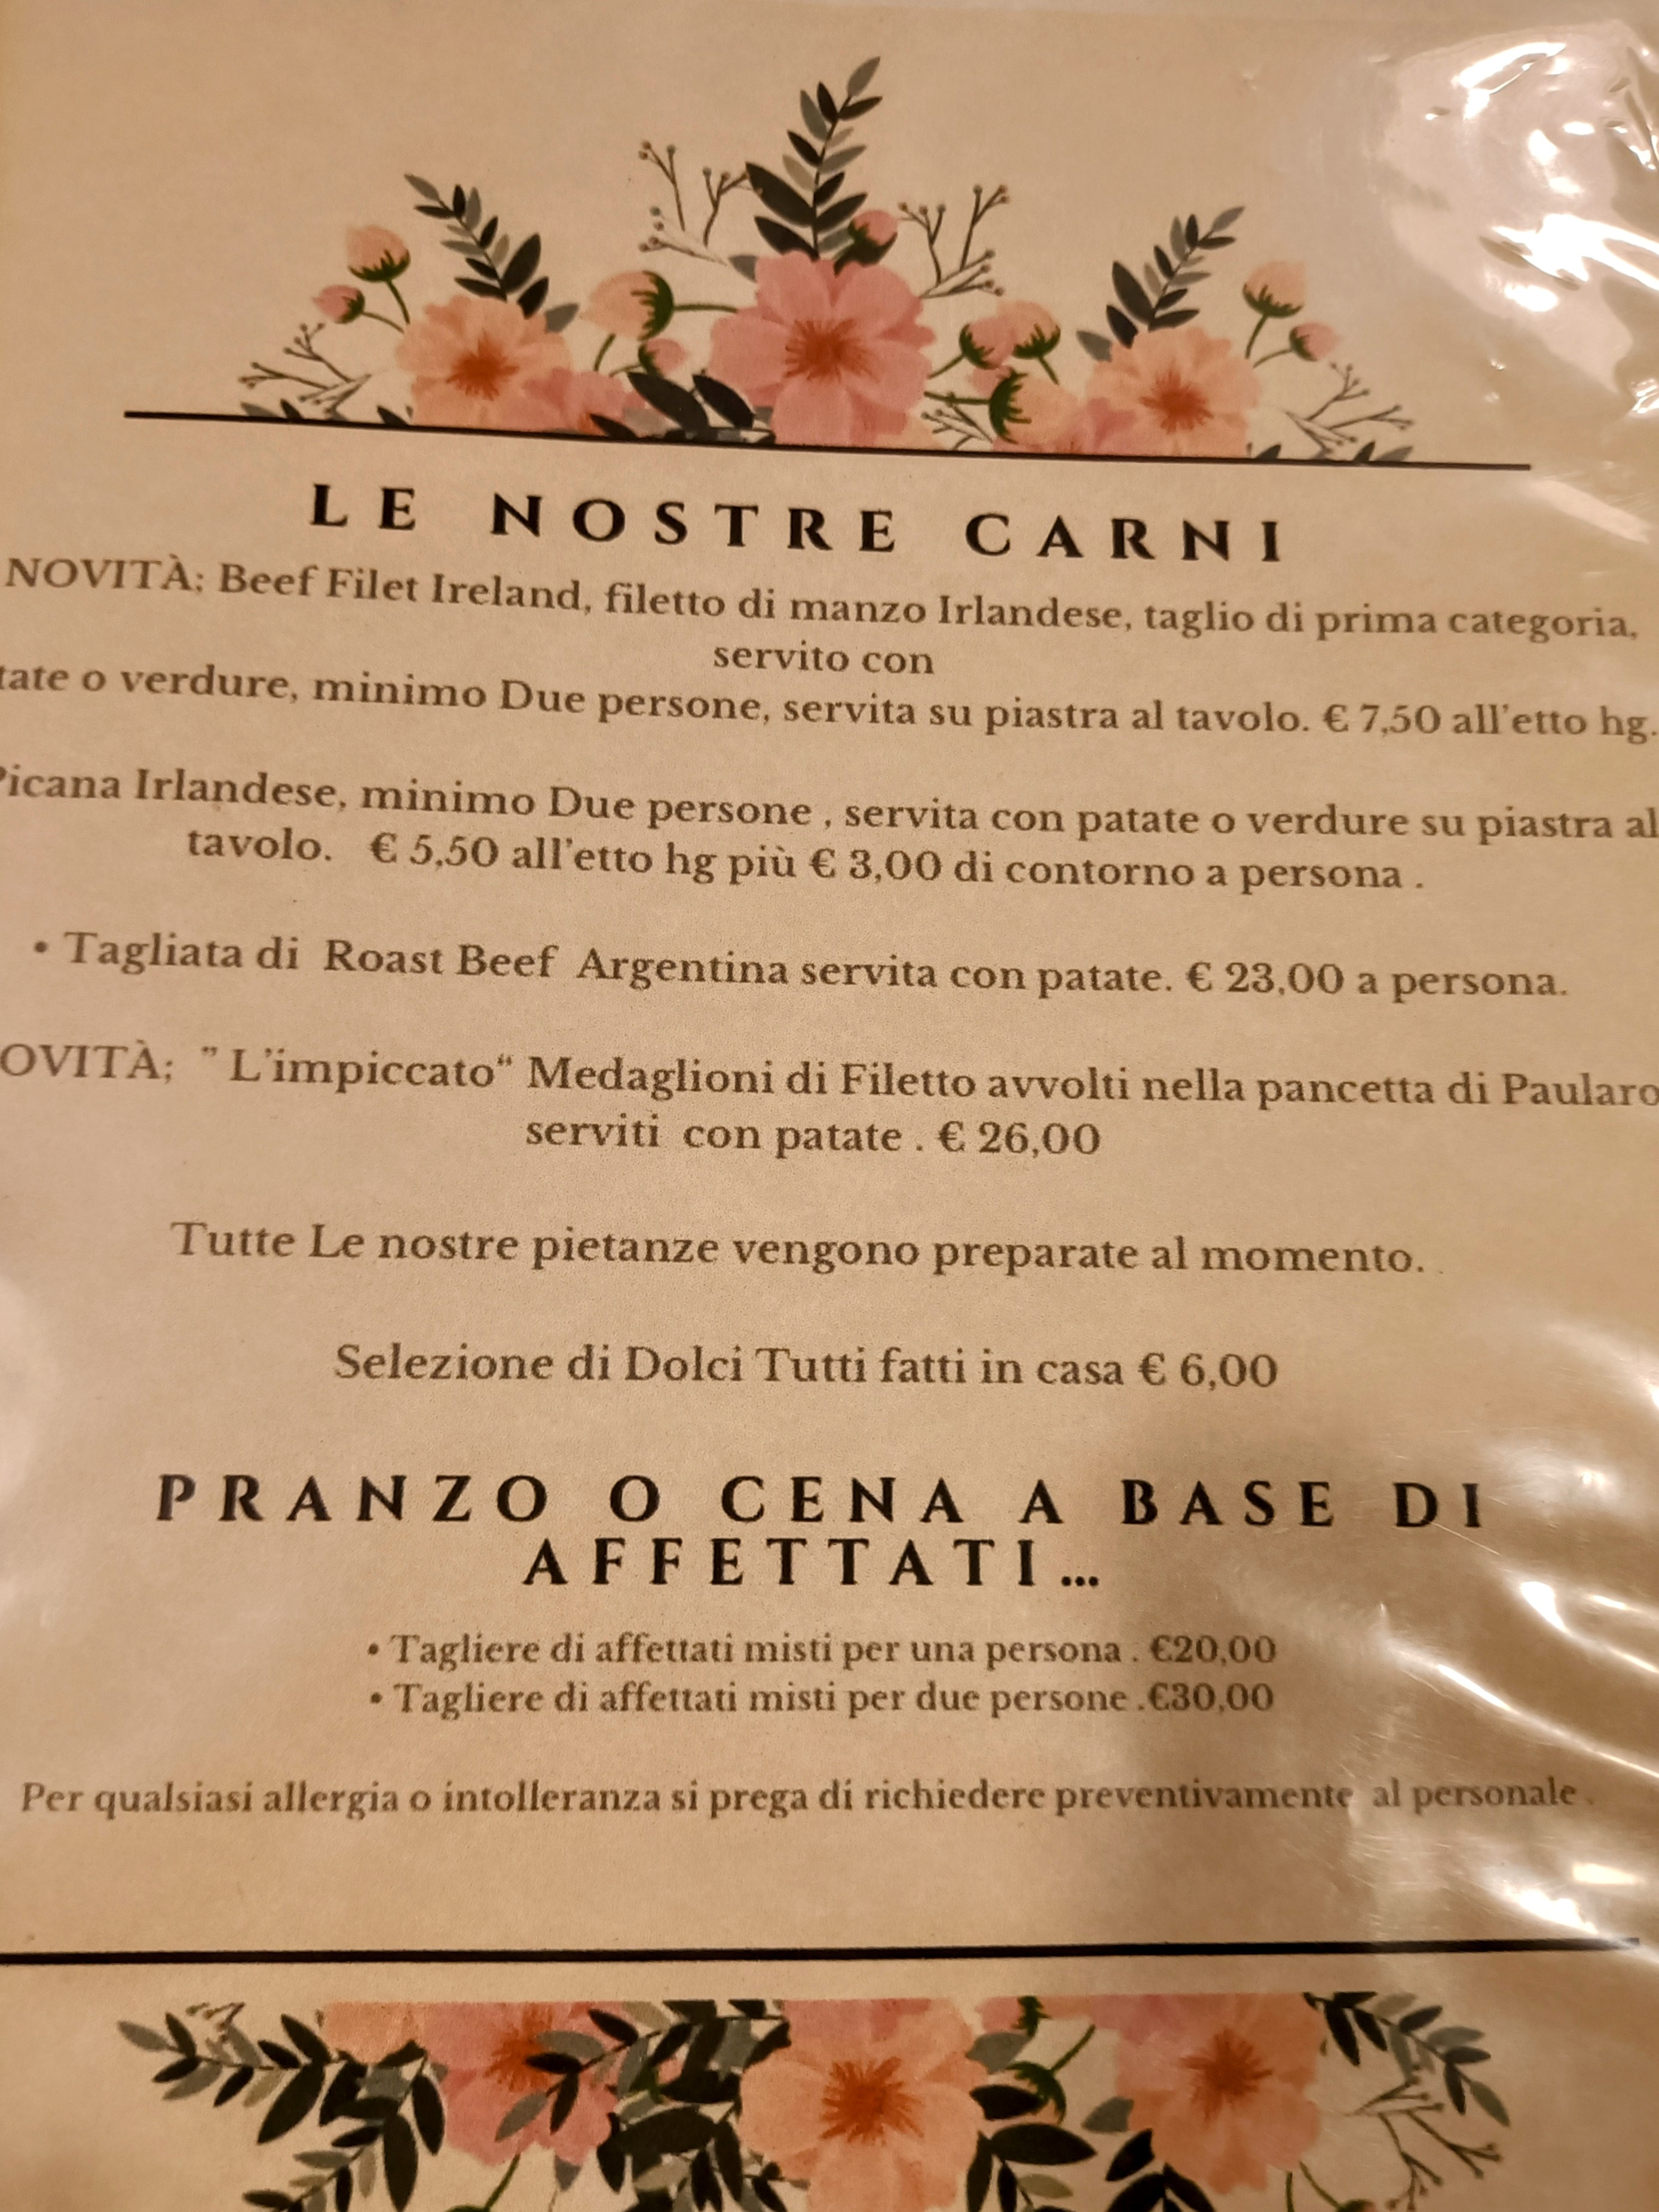 LE NOSTRE CARNI
NOVITÀ; Beef Filet Ireland, filetto di manzo Irlandese, taglio di prima categoria,
servito con
tate o verdure, minimo Due persone, servita su piastra al tavolo. € 7,50 all'etto hg.
Picana Irlandese, minimo Due persone , servita con patate o verdure su piastra al
tavolo. € 5,50 all'etto hg più € 3,00 di contorno a persona .
• Tagliata di Roast Beef Argentina servita con patate. € 23,00 a persona.
OVITÀ; ” L'impiccato“ Medaglioni di Filetto avvolti nella pancetta di Paularo
serviti con patate . € 26,00
Tutte Le nostre pietanze vengono preparate al momento.
Selezione di Dolci Tutti fatti in casa € 6,00
PRANZO O CENA A BASE DI
AFFETTATI...
• Tagliere di affettati misti per una persona . €20,00
• Tagliere di affettati misti per due persone .€30,00
Per qualsiasi allergia o intolleranza si prega di richiedere preventivamente al personale .